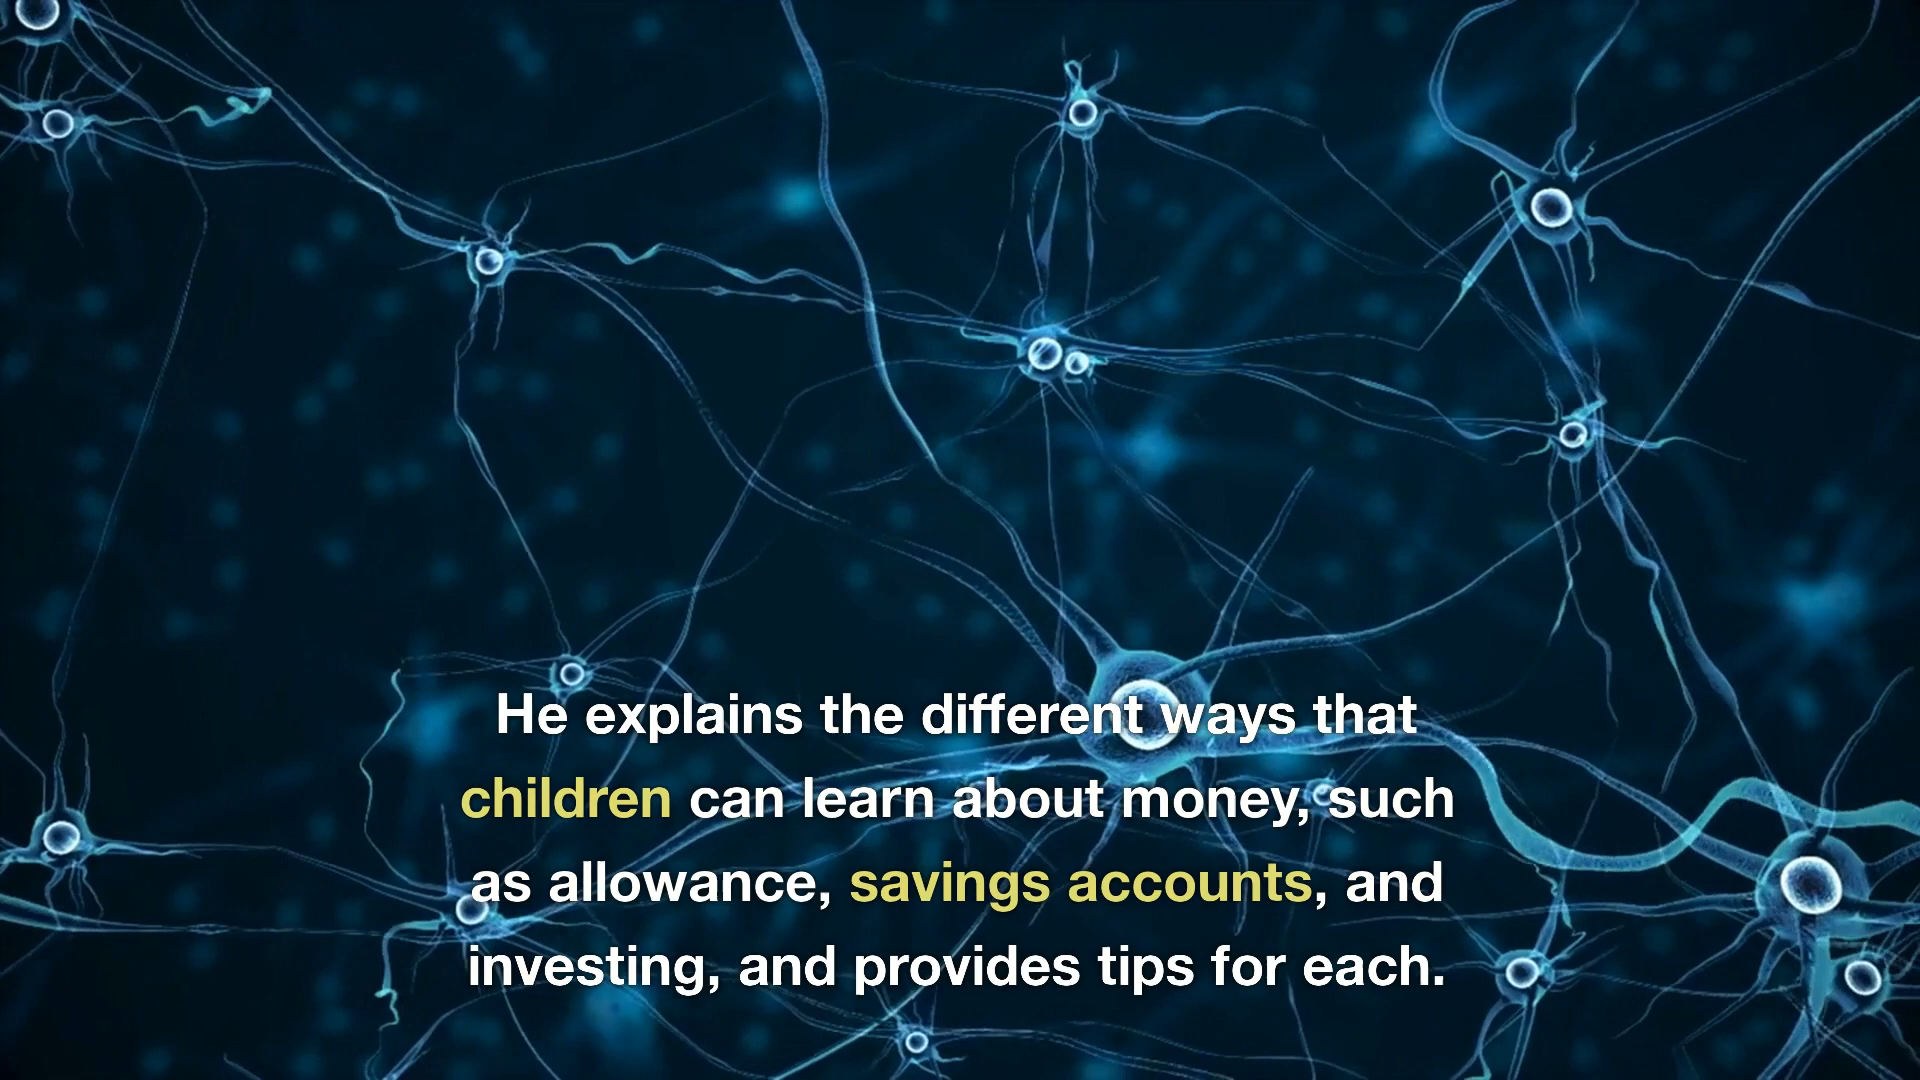 He explains the different ways that
children can learn about money, such
as allowance, savings accounts, and
investing, and provides tips for each.